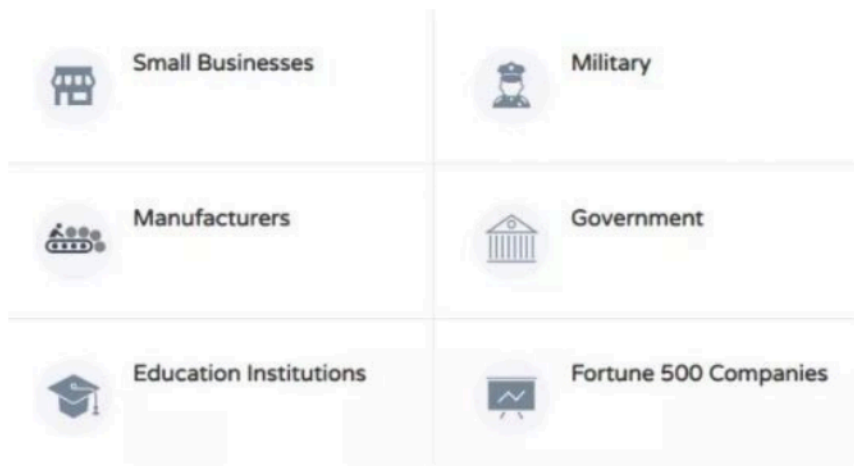 Small Businesses
Military
Manufacturers
Government
Education Institutions
Fortune 500 Companies